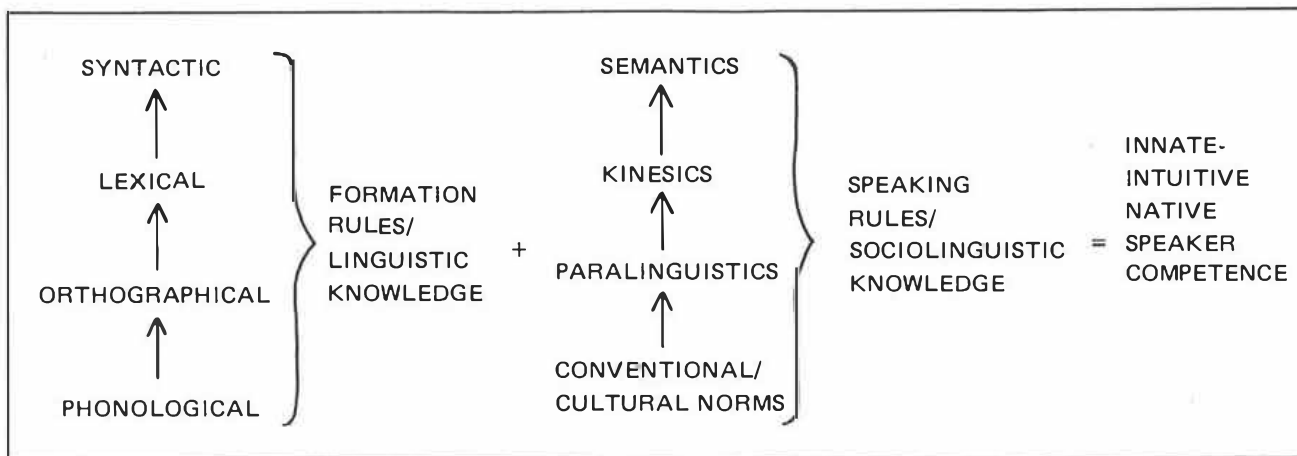 SYNTACTIC
LEXICAL
ORTHOGRAPHICAL
PHONOLOGICAL
FORMATION
RULES/
LINGUISTIC
KNOWLEDGE
+
SEMANTICS
KINESICS
PARALINGUISTICS
CONVENTIONAL/
CULTURAL NORMS
SPEAKING
RULES/
SOCIOLINGUISTIC
KNOWLEDGE
=
INNATE-
INTUITIVE
NATIVE
SPEAKER
COMPETENCE